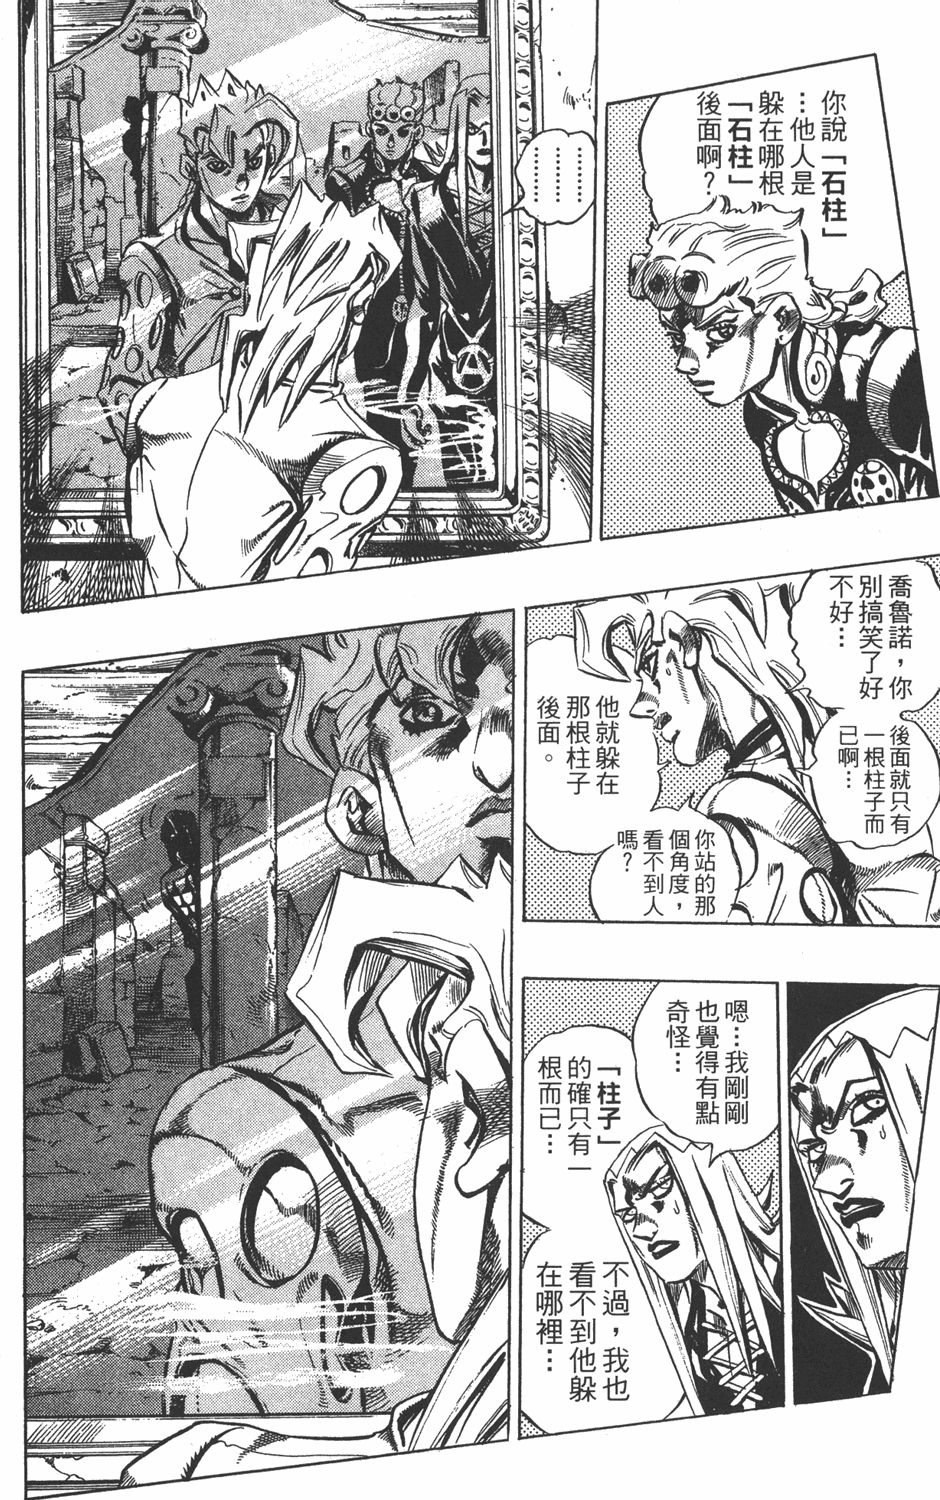 你說「石柱」
…他人是
躲在哪根
「石柱」
後面啊？
………
………
喬魯諾，你
別搞笑了好
不好…
後面就只有
一根柱子而
已啊…
他就躲在
那根柱子
後面。
你站的那
個角度，
看不到人
嗎？
嗯…我剛剛
也覺得有點
奇怪…
「柱子」
的確只有一
根而已…
不過，我也
看不到他躲
在哪裡…